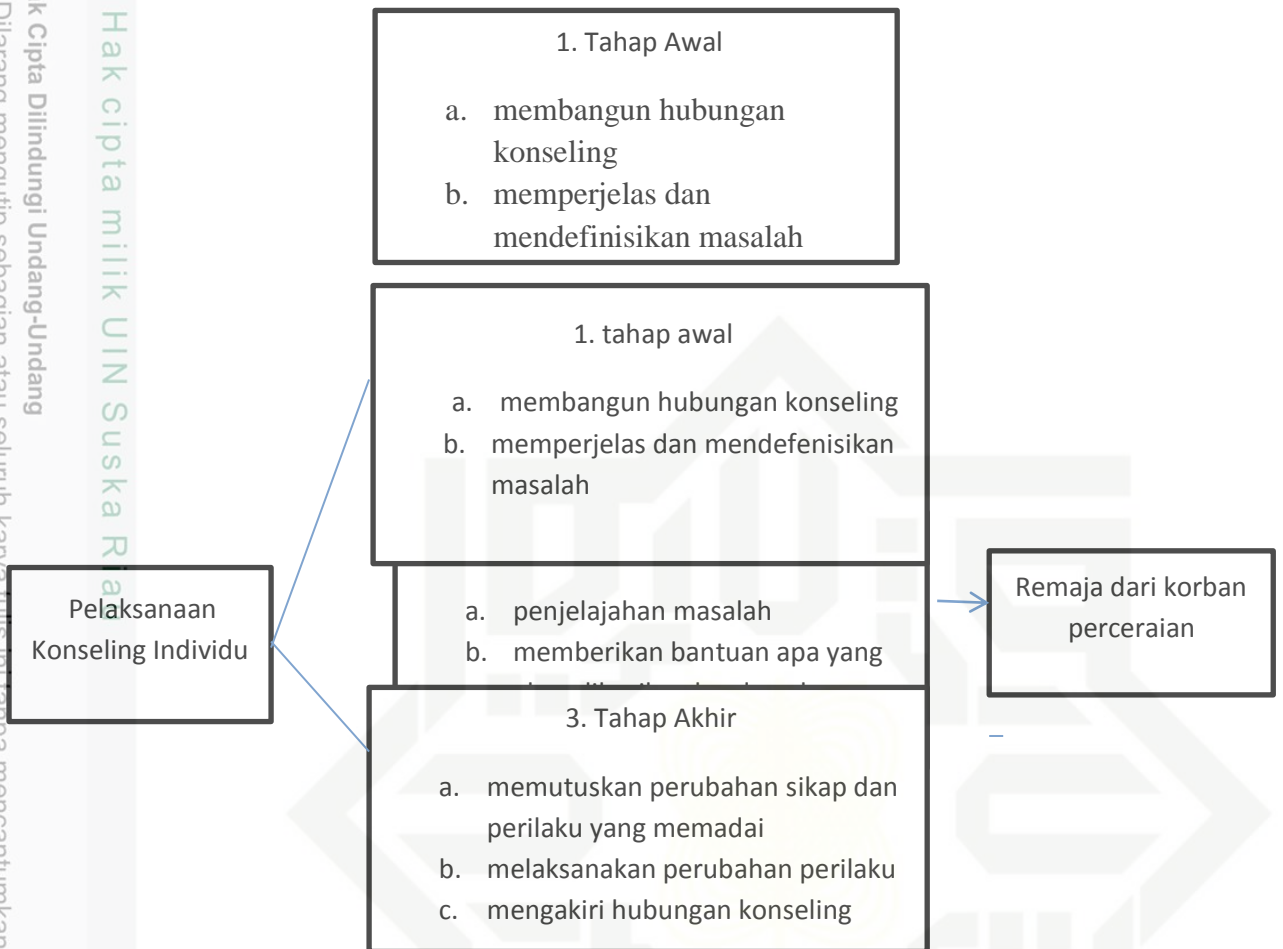 Hak cipta milik UIN Suska Riau
k Cipta Dilindungi Undang-Undang
1. Tahap Awal
a. membangun hubungan
konseling
b. memperjelas dan
mendefinisikan masalah
1. tahap awal
a. membangun hubungan konseling
b. memperjelas dan mendefenisikan
masalah
Pelaksanaan
Konseling Individu
a. penjelajahan masalah
b. memberikan bantuan apa yang
Remaja dari korban
perceraian
3. Tahap Akhir
a. memutuskan perubahan sikap dan
perilaku yang memadai
b. melaksanakan perubahan perilaku
c. mengakiri hubungan konseling